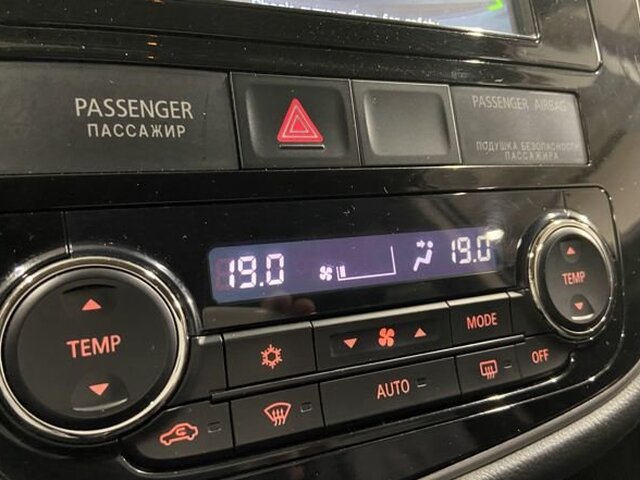 PASSENGER
ПАССАЖИР
PASSENGER AIRBAG
ПОДУШКА БЕЗОПАСНОСТИ
ПАССАЖИРА
19.0
19.0
TEMP
MODE
TEMP
AUTO
OFF